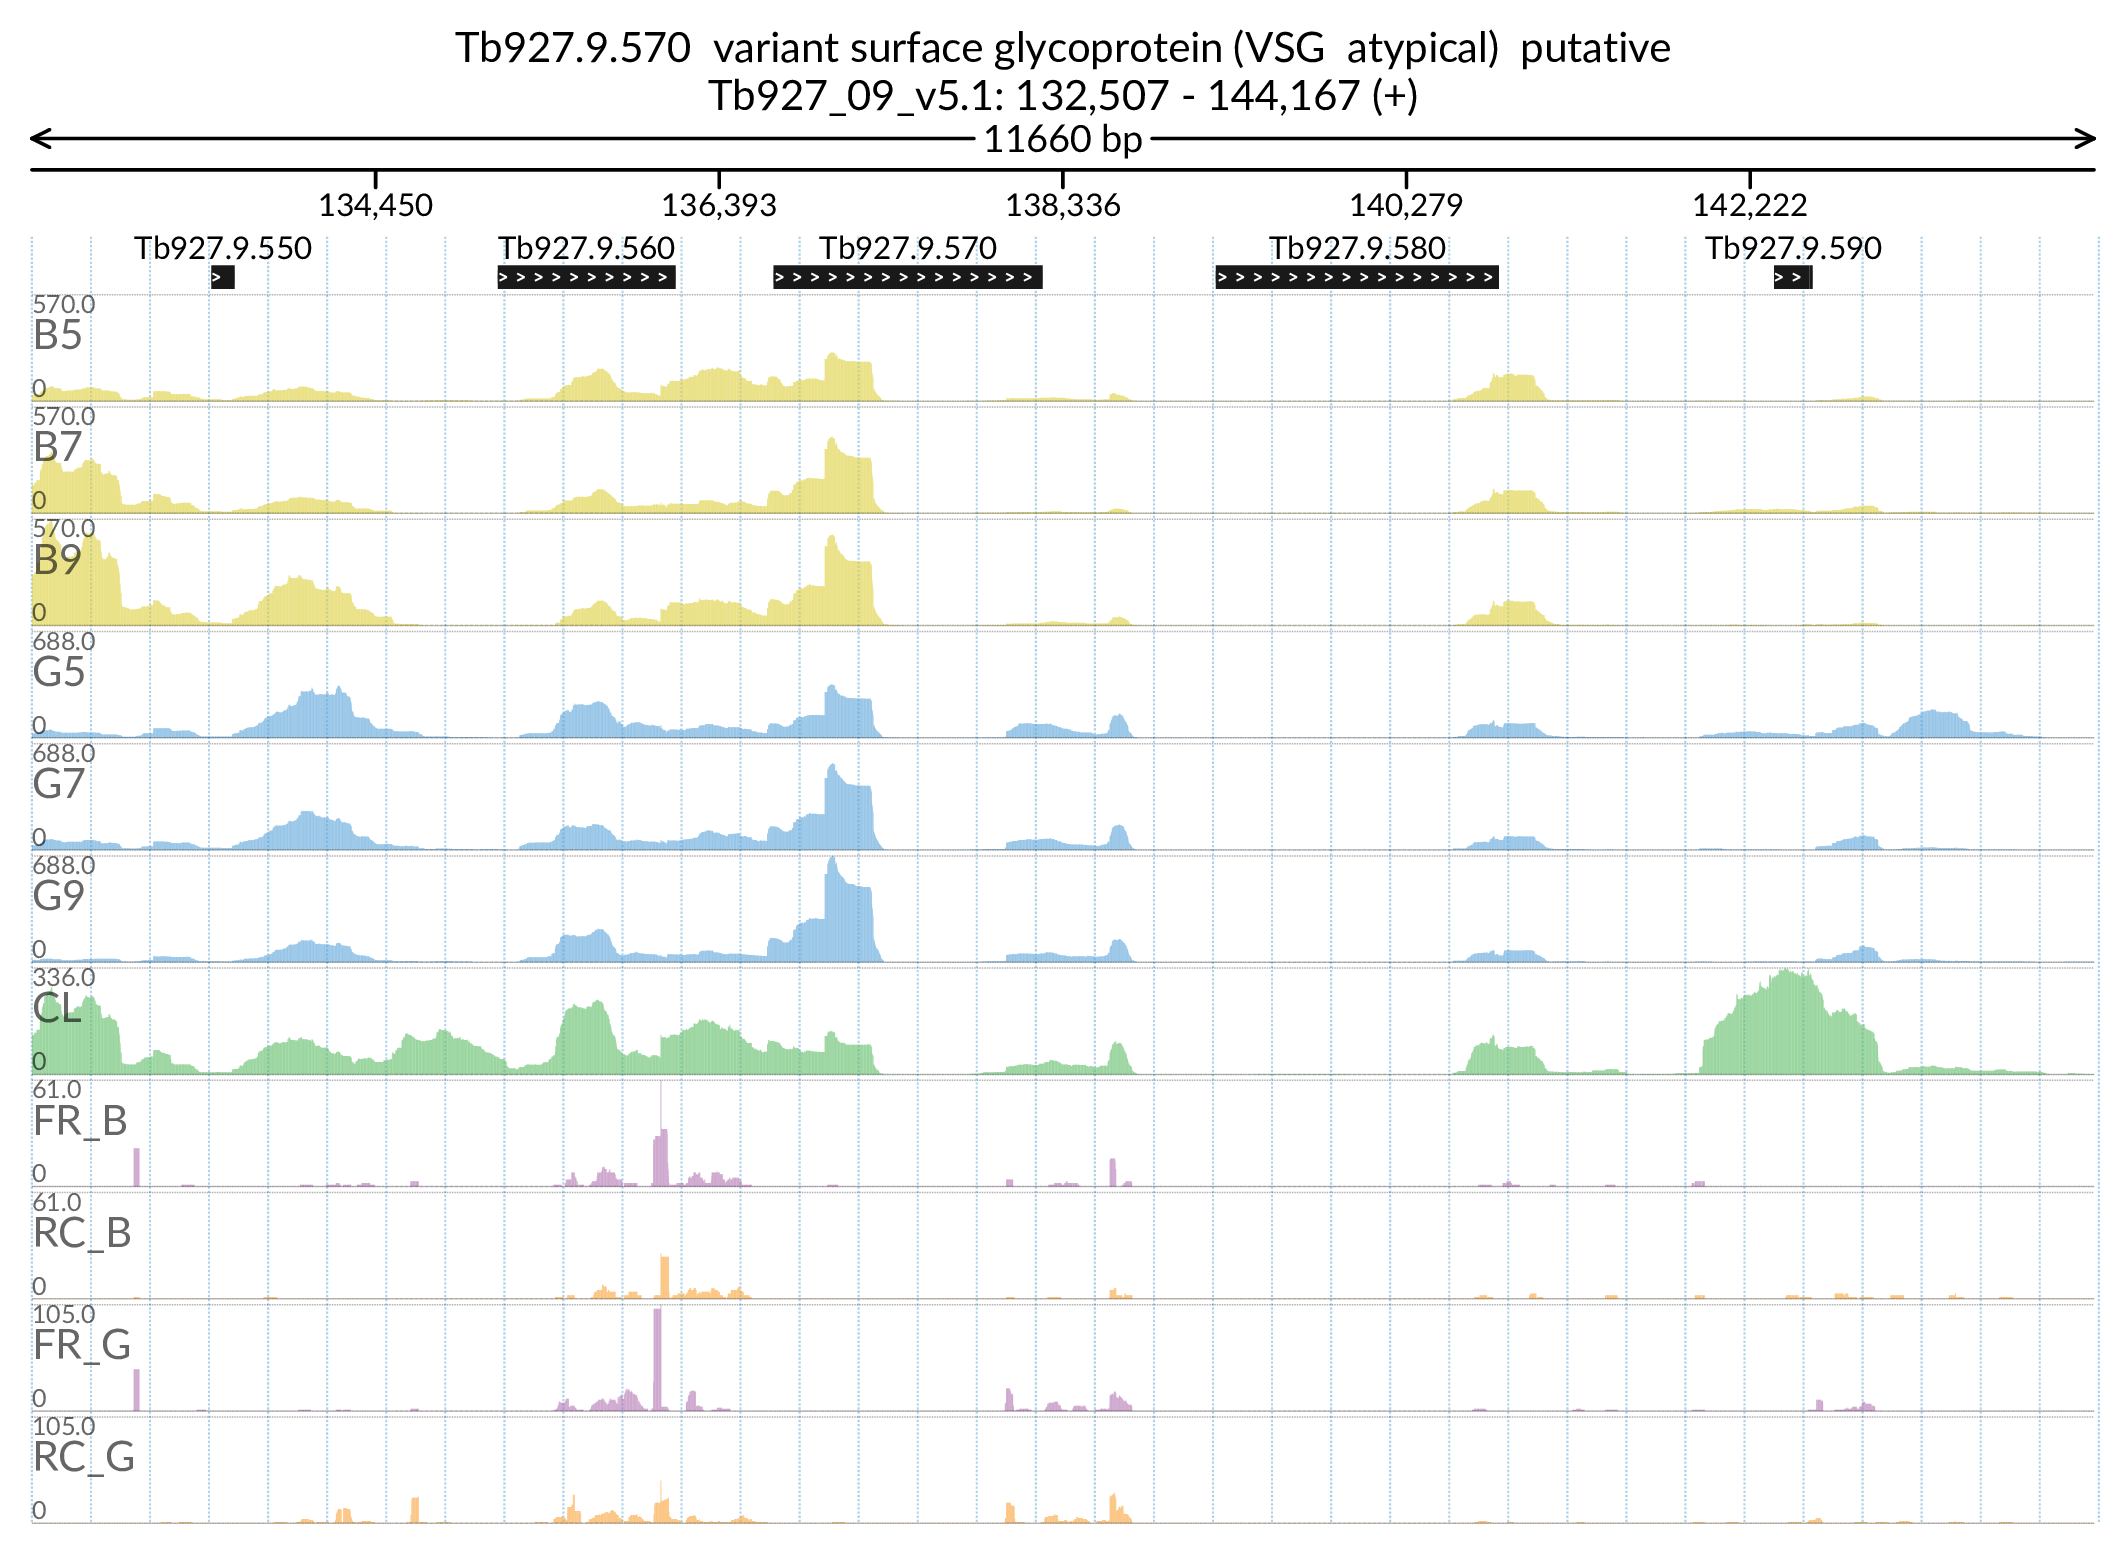 Tb927.9.570  variant surface glycoprotein (VSG  atypical)  putative
Tb927_09_v5.1: 132,507 - 144,167 (+)
11660 bp
134,450 136,393 138,336 140,279 142,222
Tb927.9.550 Tb927.9.560 Tb927.9.570 Tb927.9.580 Tb927.9.590
570.0
B5
0
570.0
B7
0
570.0
B9
0
688.0
G5
0
688.0
G7
0
688.0
G9
0
336.0
CL
0
61.0
FR_B
0
61.0
RC_B
0
105.0
FR_G
0
105.0
RC_G
0